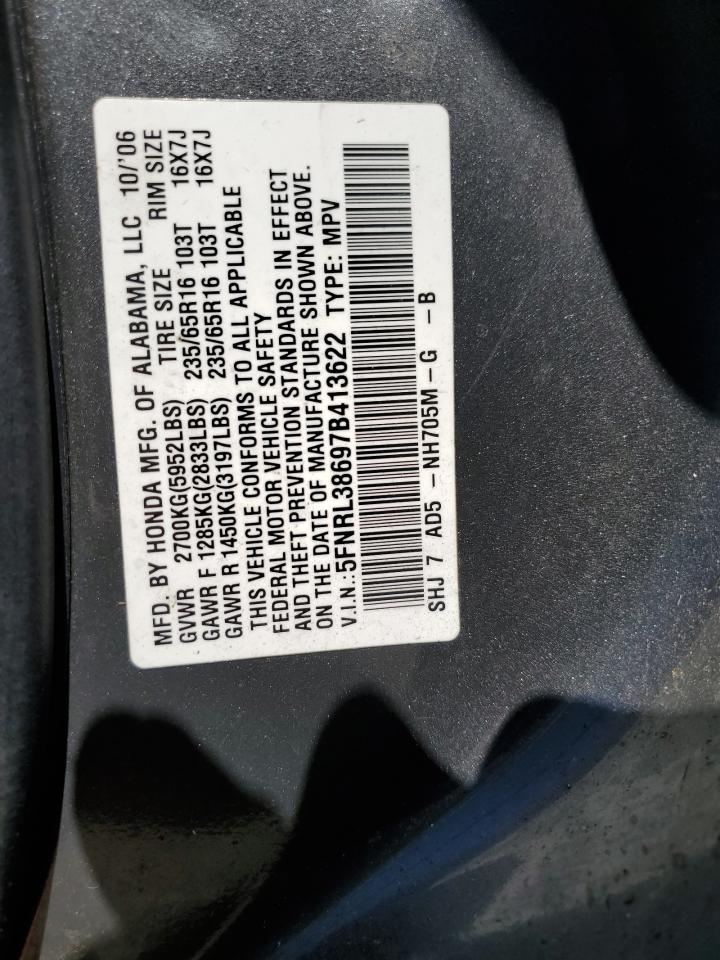 MFD. BY HONDA MFG. OF ALABAMA, LLC 10/'06
GVWR 2700KG(5952LBS) TIRE SIZE RIM SIZE
GAWR F 1285KG(2833LBS) 235/65R16 103T 16X7J
GAWR R 1450KG(3197LBS) 235/65R16 103T 16X7J
THIS VEHICLE CONFORMS TO ALL APPLICABLE
FEDERAL MOTOR VEHICLE SAFETY
AND THEFT PREVENTION STANDARDS IN EFFECT
ON THE DATE OF MANUFACTURE SHOWN ABOVE.
V.I.N.:5FNRL38697B413622 TYPE: MPV
SHJ 7 AD5 -NH705M-G -B